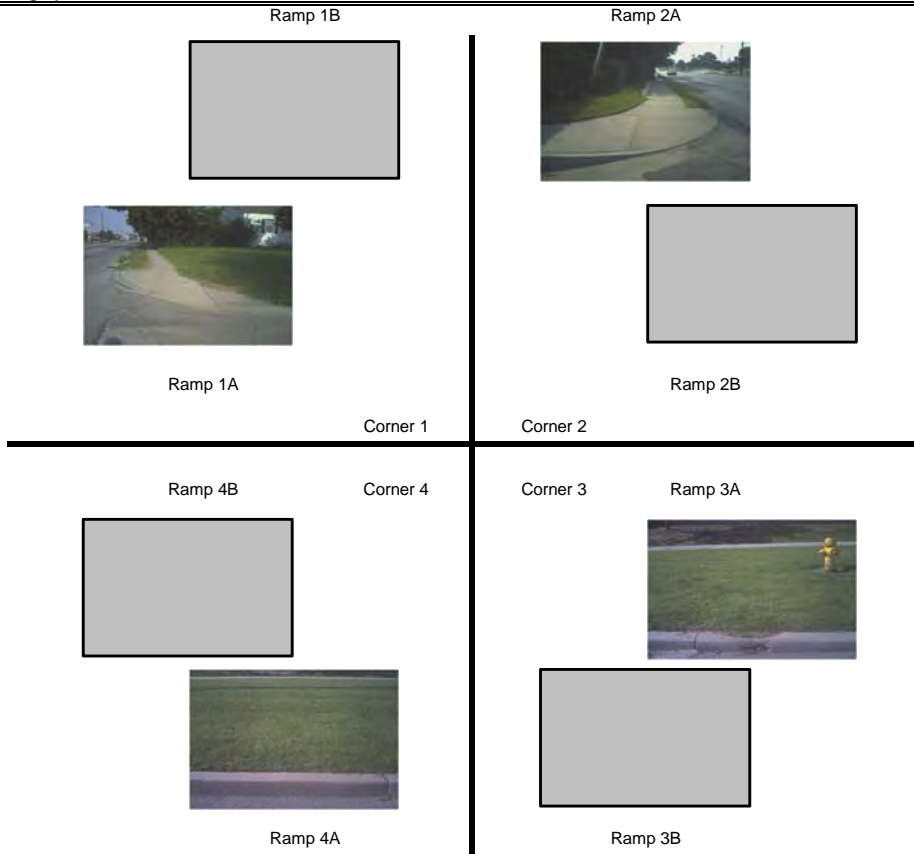 Ramp 1B
Ramp 2A
Ramp 1A
Ramp 2B
Corner 1
Corner 2
Ramp 4B
Corner 4
Corner 3
Ramp 3A
Ramp 4A
Ramp 3B